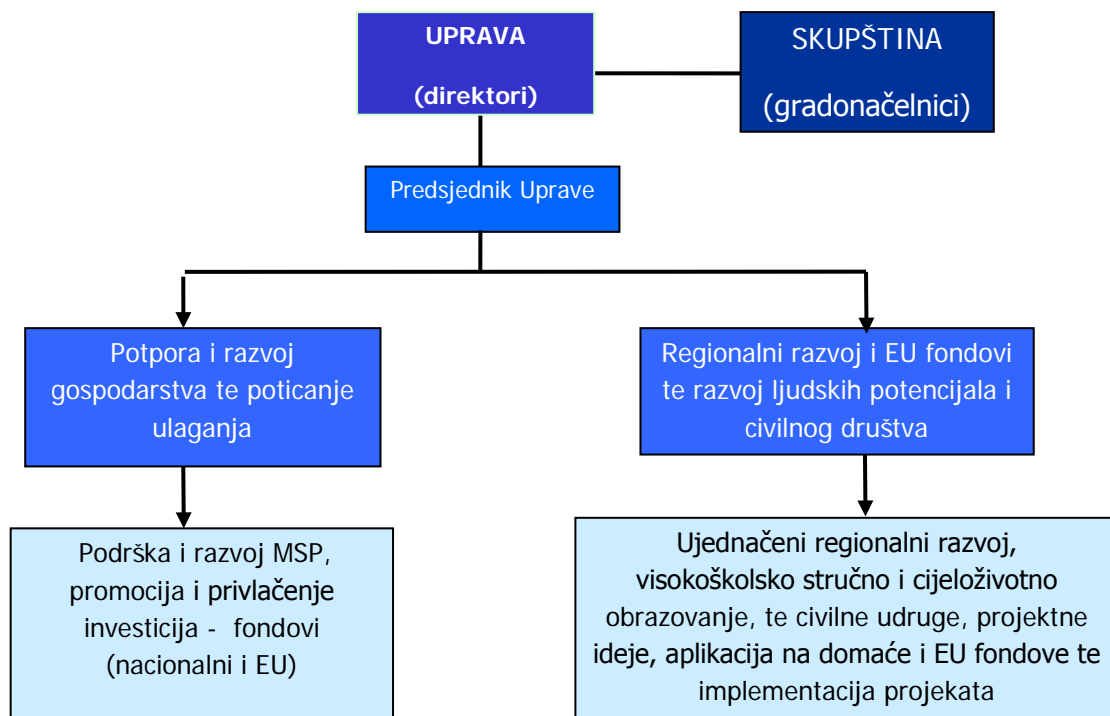 UPRAVA
(direktori)
SKUPŠTINA
(gradonačelnici)
Predsjednik Uprave
Potpora i razvoj
gospodarstva te poticanje
ulaganja
Regionalni razvoj i EU fondovi
te razvoj ljudskih potencijala i
civilnog društva
Podrška i razvoj MSP,
promocija i privlačenje
investicija - fondovi
(nacionalni i EU)
Ujednačeni regionalni razvoj,
visokoškolsko stručno i cijeloživotno
obrazovanje, te civilne udruge, projektne
ideje, aplikacija na domaće i EU fondove te
implementacija projekata